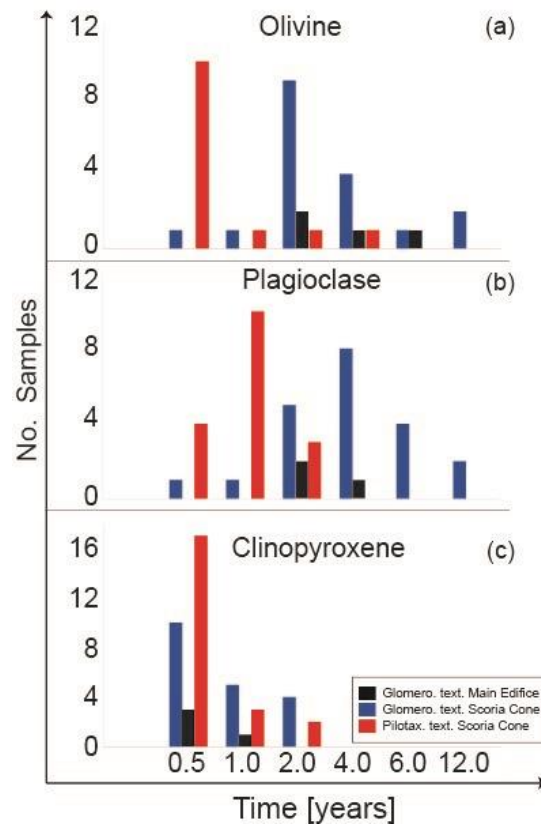 12
Olivine
(a)
8
4
0
12
Plagioclase
(b)
8
4
0
No. Samples
16
Clinopyroxene
(c)
12
8
4
0
Glomero. text. Main Edifice
Glomero. text. Scoria Cone
Pilotax. text. Scoria Cone
0.5 1.0 2.0 4.0 6.0 12.0
Time [years]